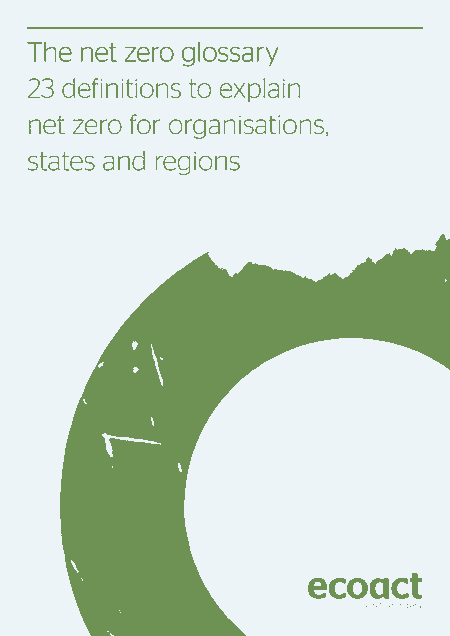 The net zero glossary
23 definitions to explain
net zero for organisations,
states and regions
ecoact